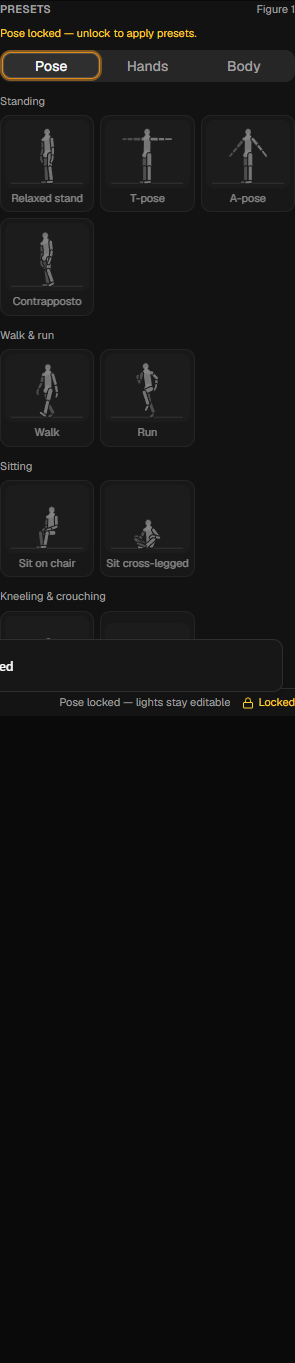 PRESETS Figure 1
Pose locked — unlock to apply presets.
Pose Hands Body
Standing
Relaxed stand T-pose A-pose
Contrapposto
Walk & run
Walk Run
Sitting
Sit on chair Sit cross-legged
Kneeling & crouching
ed
Pose locked — lights stay editable Locked